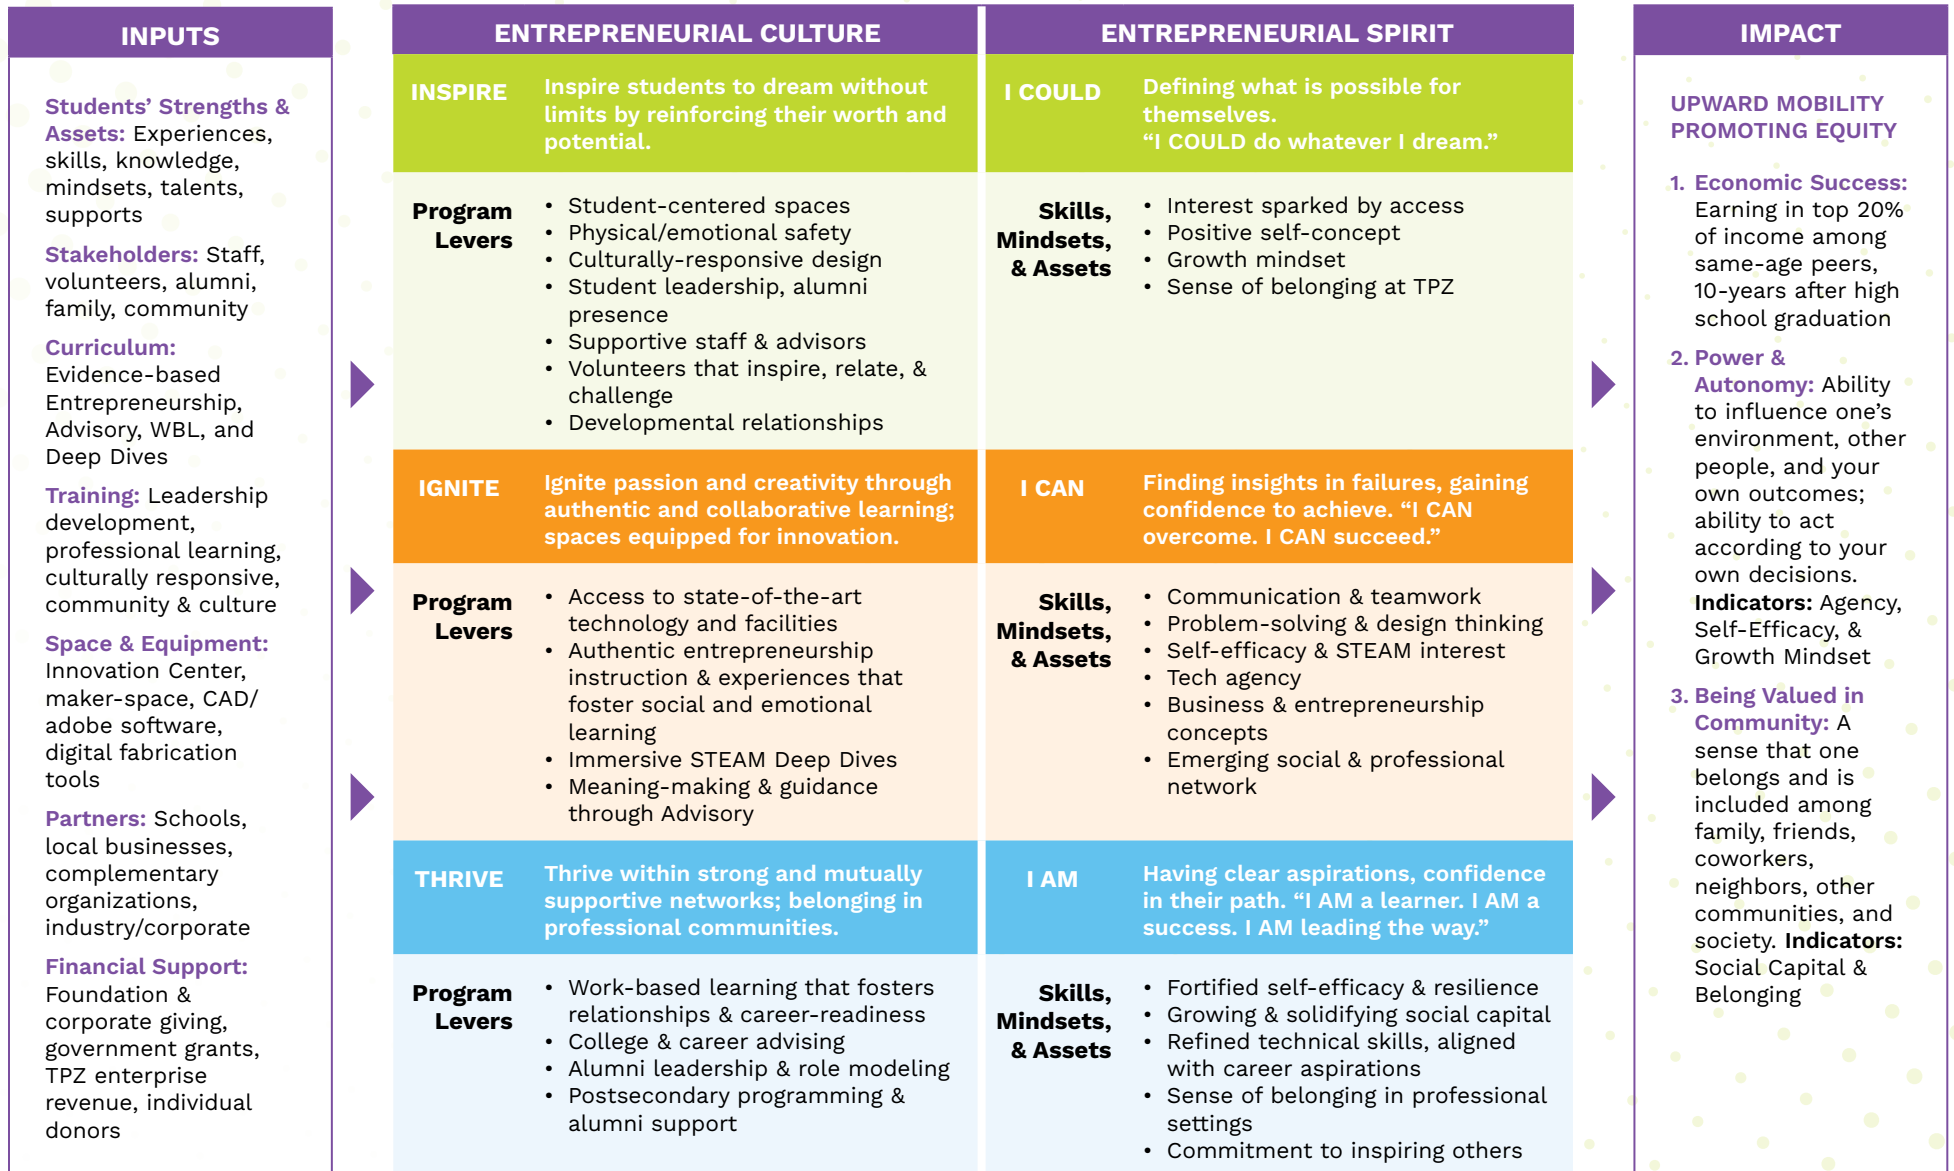 INPUTS
Students’ Strengths &
Assets: Experiences,
skills, knowledge,
mindsets, talents,
supports
Stakeholders: Staff,
volunteers, alumni,
family, community
Curriculum:
Evidence-based
Entrepreneurship,
Advisory, WBL, and
Deep Dives
Training: Leadership
development,
professional learning,
culturally responsive,
community & culture
Space & Equipment:
Innovation Center,
maker-space, CAD/
adobe software,
digital fabrication
tools
Partners: Schools,
local businesses,
complementary
organizations,
industry/corporate
Financial Support:
Foundation &
corporate giving,
government grants,
TPZ enterprise
revenue, individual
donors
ENTREPRENEURIAL CULTURE
INSPIRE
Inspire students to dream without
limits by reinforcing their worth and
potential.
Program
Levers
• Student-centered spaces
• Physical/emotional safety
• Culturally-responsive design
• Student leadership, alumni
presence
• Supportive staff & advisors
• Volunteers that inspire, relate, &
challenge
• Developmental relationships
IGNITE
Ignite passion and creativity through
authentic and collaborative learning;
spaces equipped for innovation.
Program
Levers
• Access to state-of-the-art
technology and facilities
• Authentic entrepreneurship
instruction & experiences that
foster social and emotional
learning
• Immersive STEAM Deep Dives
• Meaning-making & guidance
through Advisory
THRIVE
Thrive within strong and mutually
supportive networks; belonging in
professional communities.
Program
Levers
• Work-based learning that fosters
relationships & career-readiness
• College & career advising
• Alumni leadership & role modeling
• Postsecondary programming &
alumni support
ENTREPRENEURIAL SPIRIT
I COULD
Defining what is possible for
themselves.
“I COULD do whatever I dream.”
Skills,
Mindsets,
& Assets
• Interest sparked by access
• Positive self-concept
• Growth mindset
• Sense of belonging at TPZ
I CAN
Finding insights in failures, gaining
confidence to achieve. “I CAN
overcome. I CAN succeed.”
Skills,
Mindsets,
& Assets
• Communication & teamwork
• Problem-solving & design thinking
• Self-efficacy & STEAM interest
• Tech agency
• Business & entrepreneurship
concepts
• Emerging social & professional
network
I AM
Having clear aspirations, confidence
in their path. “I AM a learner. I AM a
success. I AM leading the way.”
Skills,
Mindsets,
& Assets
• Fortified self-efficacy & resilience
• Growing & solidifying social capital
• Refined technical skills, aligned
with career aspirations
• Sense of belonging in professional
settings
• Commitment to inspiring others
IMPACT
UPWARD MOBILITY
PROMOTING EQUITY
1. Economic Success:
Earning in top 20%
of income among
same-age peers,
10-years after high
school graduation
2. Power &
Autonomy: Ability
to influence one’s
environment, other
people, and your
own outcomes;
ability to act
according to your
own decisions.
Indicators: Agency,
Self-Efficacy, &
Growth Mindset
3. Being Valued in
Community: A
sense that one
belongs and is
included among
family, friends,
coworkers,
neighbors, other
communities, and
society. Indicators:
Social Capital &
Belonging